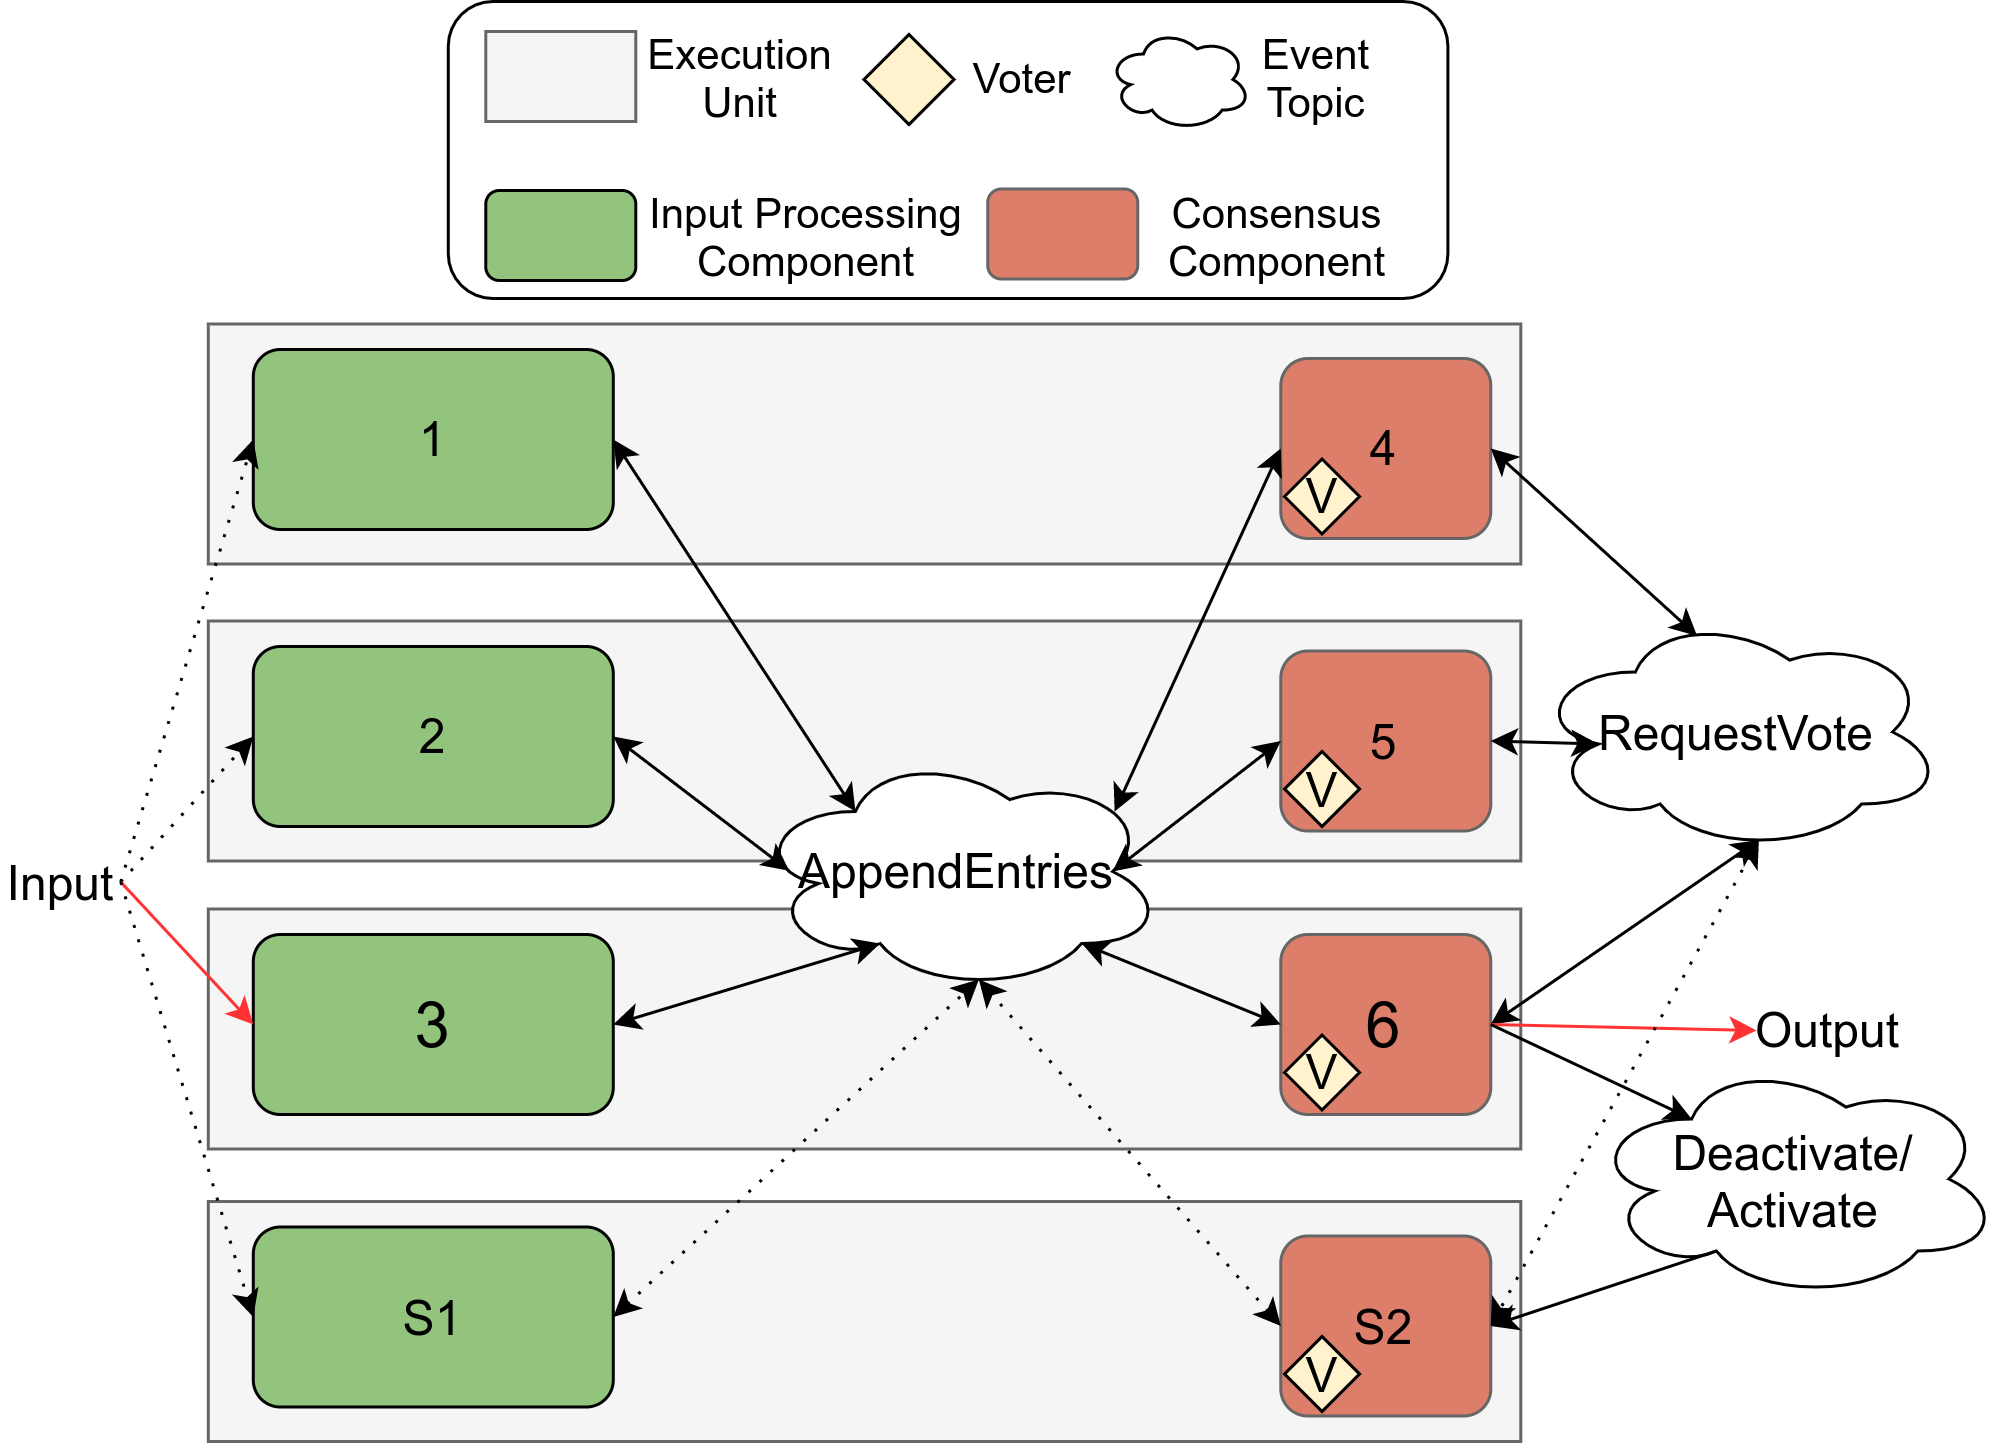 Execution
Unit
Voter
Event
Topic
Input Processing
Component
Consensus
Component
1
4
V
2
5
V
RequestVote
AppendEntries
Input
3
6
V
Output
Deactivate/
Activate
S1
S2
V